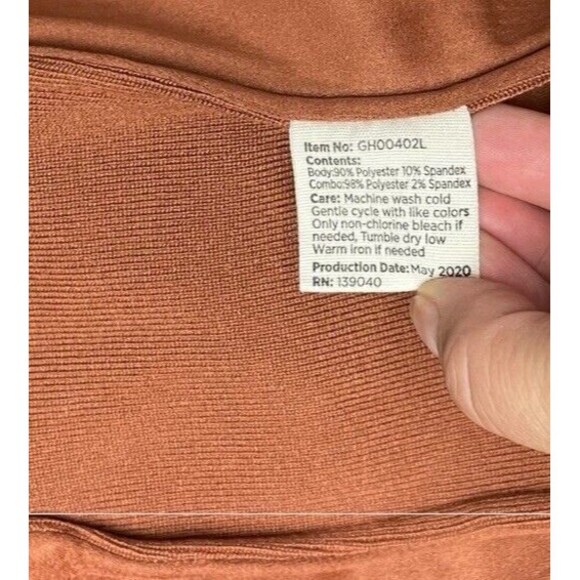 Item No: GH00402L
Contents:
Body:90% Polyester 10% Spandex
Combo:98% Polyester 2% Spandex
Care: Machine wash cold
Gentle cycle with like colors
Only non-chlorine bleach if
needed, Tumble dry low
Warm iron if needed
Production Date: May 2020
RN: 139040